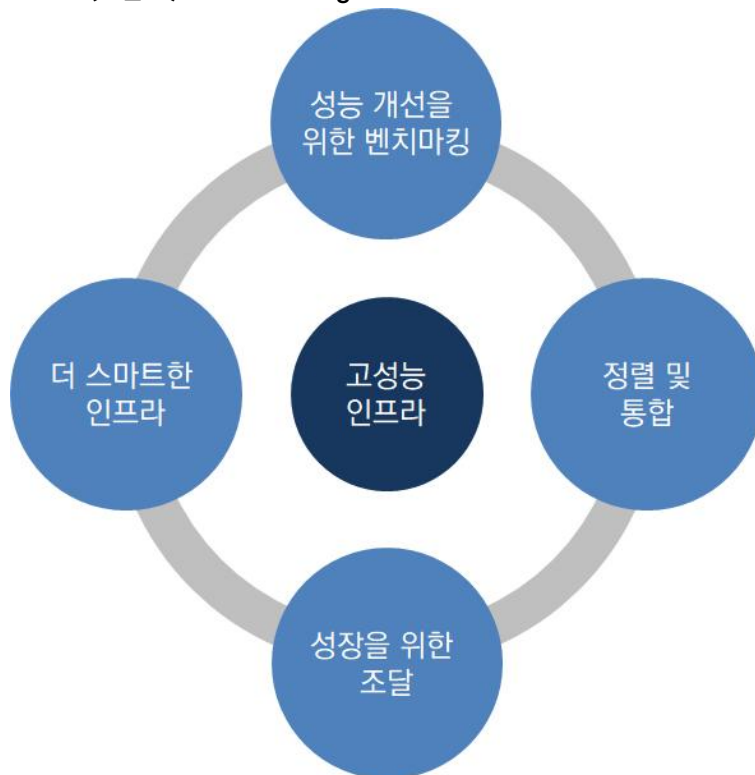 성능 개선을
위한 벤치마킹
더 스마트한
인프라
고성능
인프라
정렬 및
통합
성장을 위한
조달